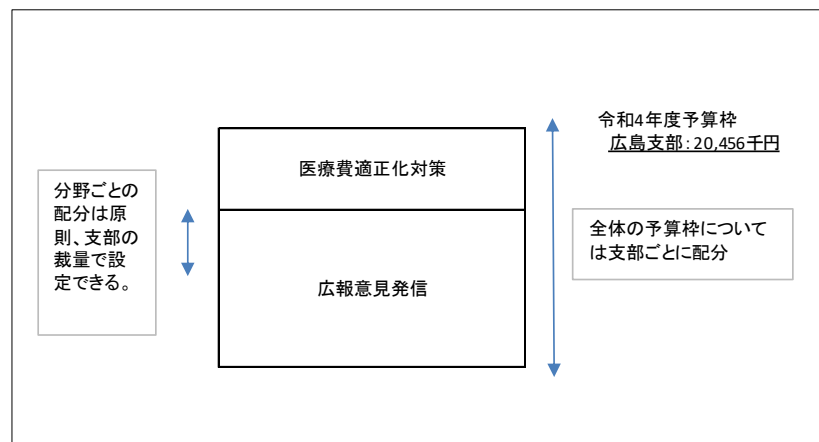 令和4年度予算枠
広島支部：20,456千円
医療費適正化対策
分野ごとの
配分は原
則、支部の
裁量で設
定できる。
全体の予算枠について
は支部ごとに配分
広報意見発信